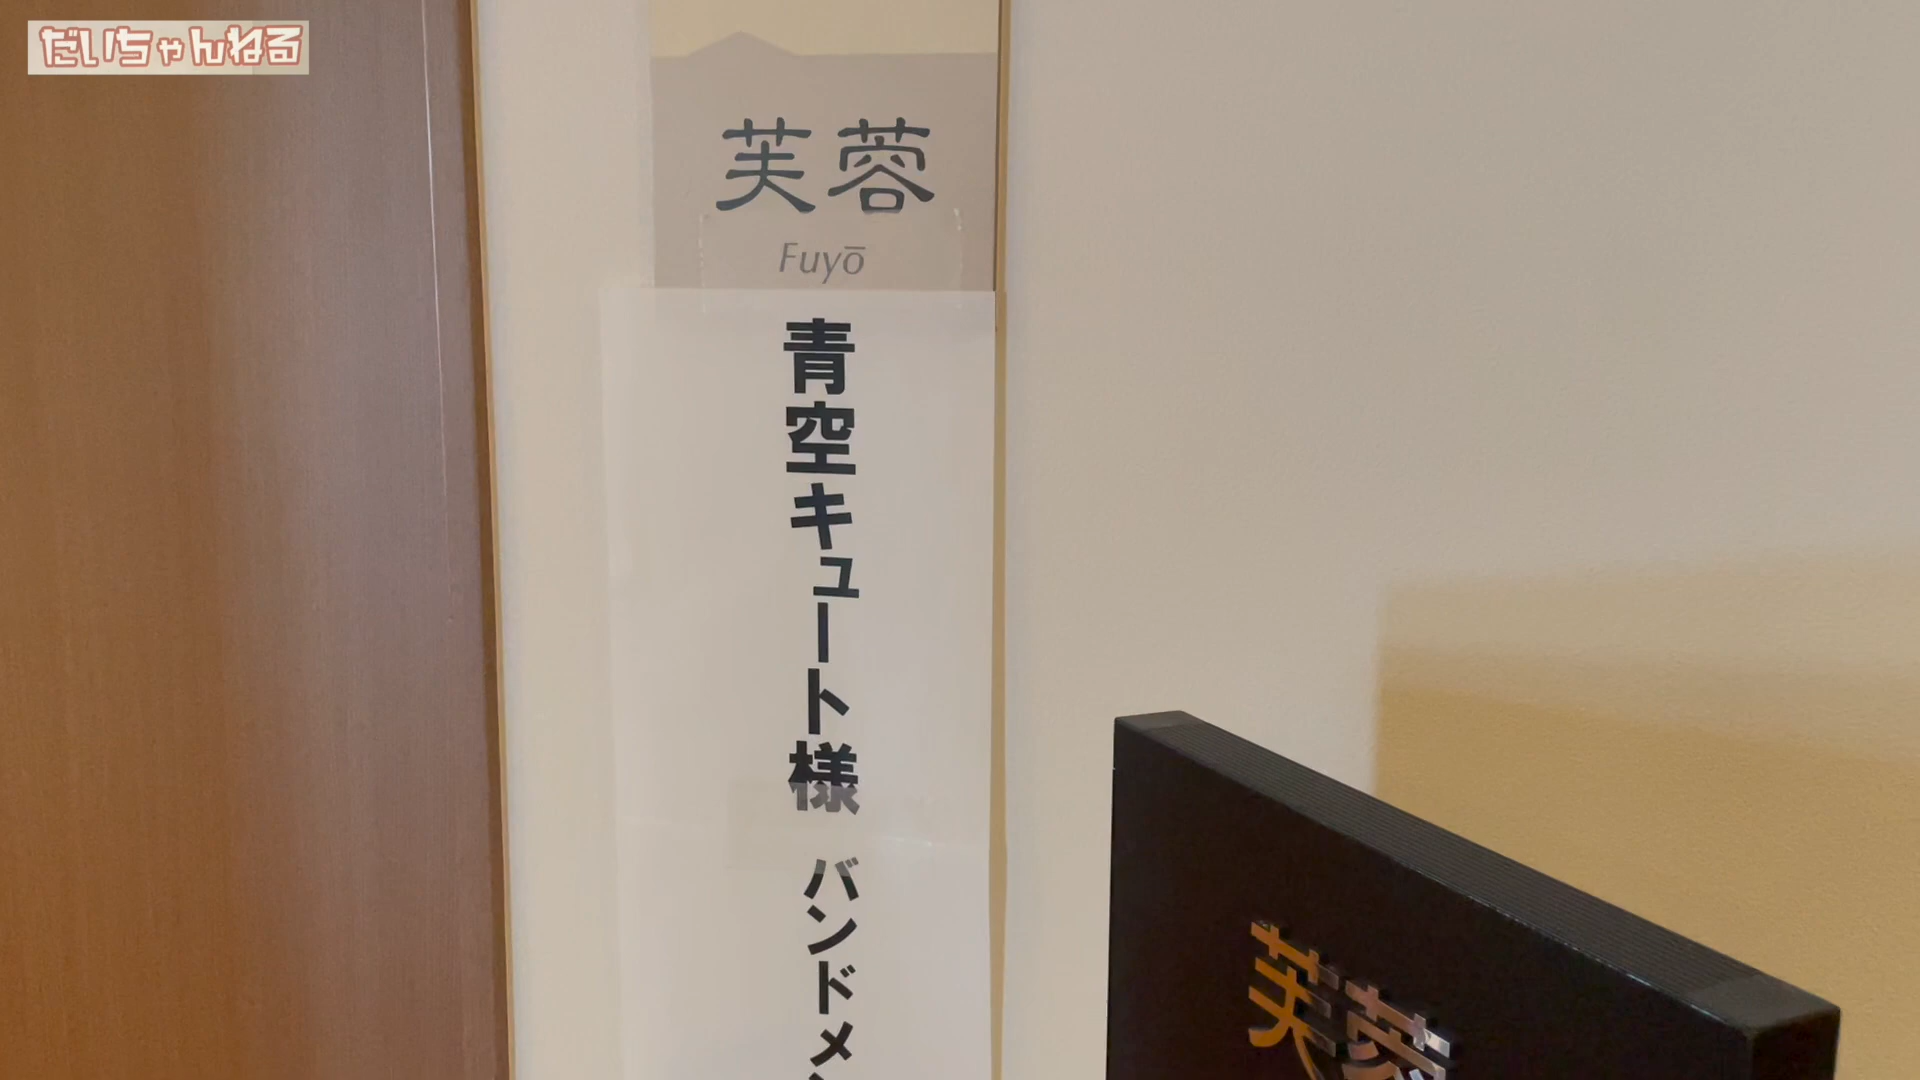 だいちゃんねる
芙蓉
Fuyō
青空キュート様 バンドメ
芙蓉